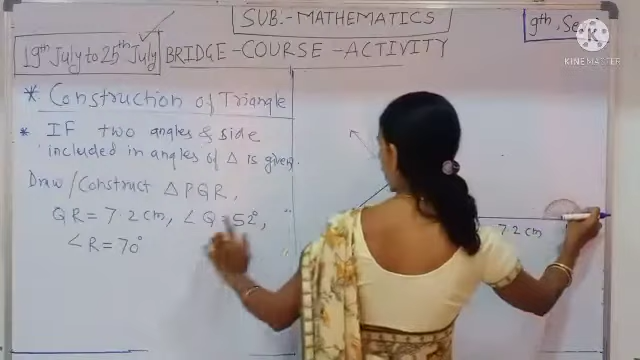 SUB:- MATHEMATICS
9th, Se
KINEMASTER
19th July to 25th July BRIDGE-COURSE-ACTIVITY
* Construction of Triangle
* IF two angles & side
included in angles of △ is given.
Draw/Construct △ PQR,
QR = 7.2 cm, ∠Q = 52°,
∠R = 70°
7.2 cm